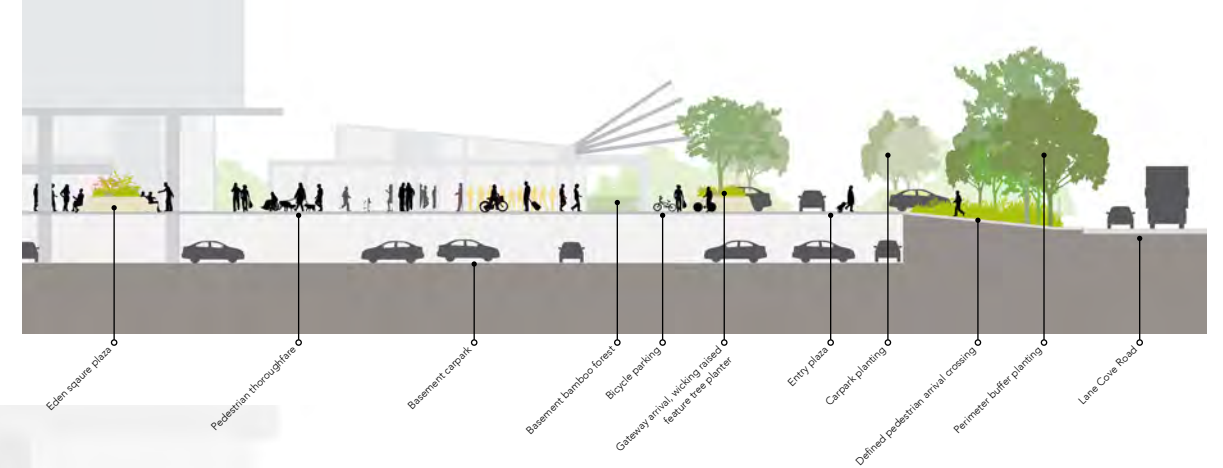 Eden sqaure plaza
Pedestrian thoroughfare
Basement carpark
Basement bamboo forest
Bicycle parking
Gateway arrival, wicking raised
feature tree planter
Entry plaza
Carpark planting
Defined pedestrian arrival crossing
Perimeter buffer planting
Lane Cove Road